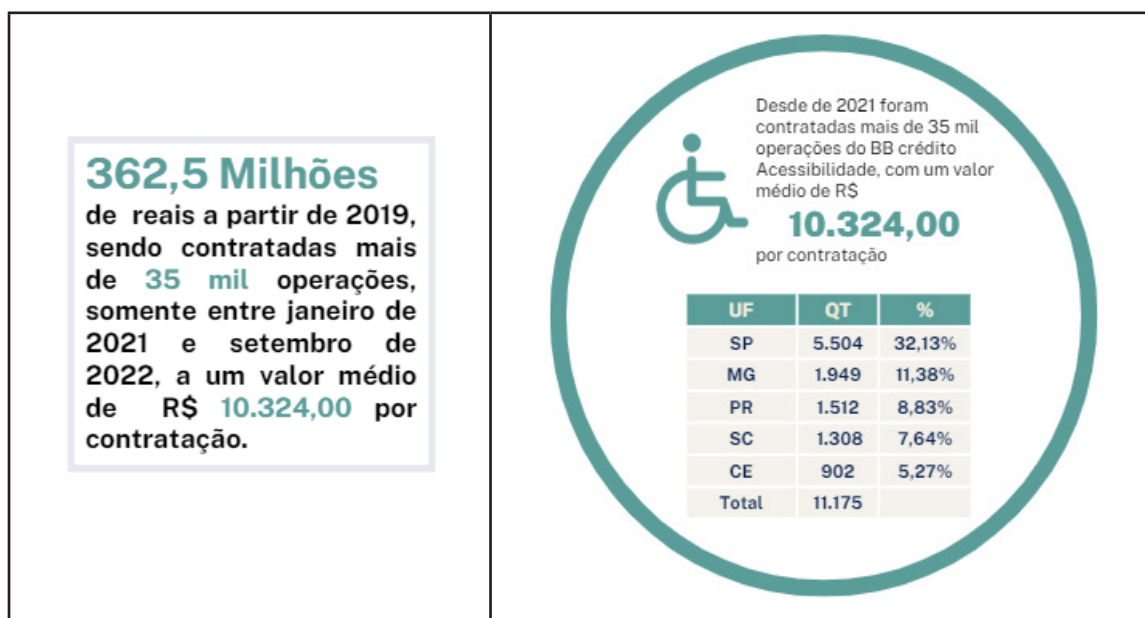 362,5 Milhões
de reais a partir de 2019,
sendo contratadas mais
de 35 mil operações,
somente entre janeiro de
2021 e setembro de
2022, a um valor médio
de R$ 10.324,00 por
contratação.
Desde de 2021 foram
contratadas mais de 35 mil
operações do BB crédito
Acessibilidade, com um valor
médio de R$
10.324,00
por contratação
UF QT %
SP 5.504 32,13%
MG 1.949 11,38%
PR 1.512 8,83%
SC 1.308 7,64%
CE 902 5,27%
Total 11.175